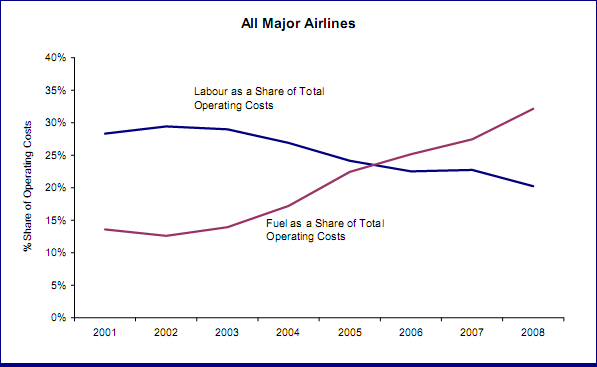 All Major Airlines
40%
35%
30%
25%
20%
15%
10%
5%
0%
% Share of Operating Costs
Labour as a Share of Total
Operating Costs
Fuel as a Share of Total
Operating Costs
2001 2002 2003 2004 2005 2006 2007 2008